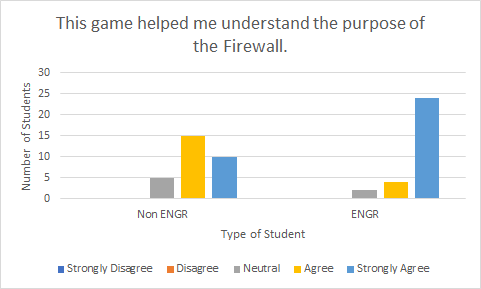 This game helped me understand the purpose of
the Firewall.
30
25
20
15
10
5
0
Number of Students
Non ENGR
ENGR
Type of Student
Strongly Disagree
Disagree
Neutral
Agree
Strongly Agree